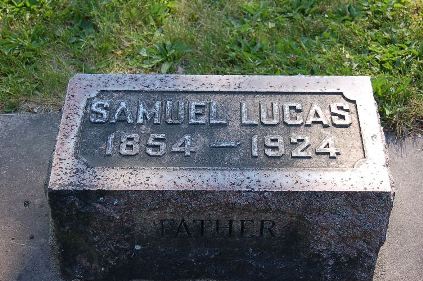 SAMUEL LUCAS
1854 — 1924
FATHER